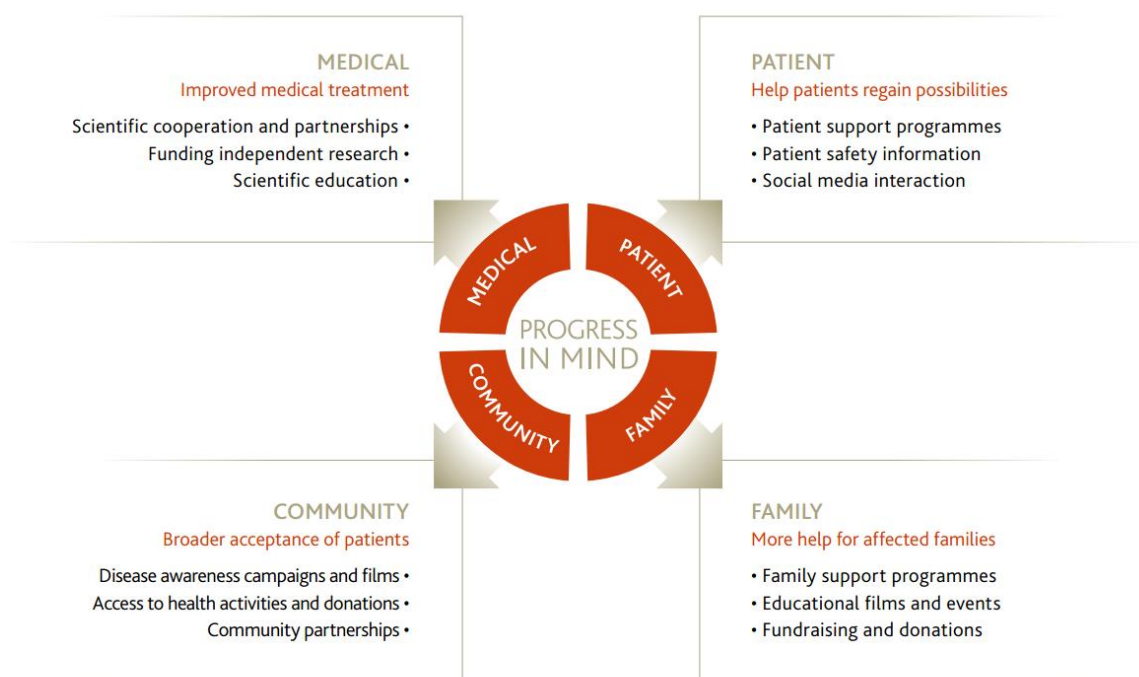 MEDICAL
Improved medical treatment
Scientific cooperation and partnerships •
Funding independent research •
Scientific education •
PATIENT
Help patients regain possibilities
• Patient support programmes
• Patient safety information
• Social media interaction
MEDICAL
PATIENT
PROGRESS
IN MIND
COMMUNITY
FAMILY
COMMUNITY
Broader acceptance of patients
Disease awareness campaigns and films •
Access to health activities and donations •
Community partnerships •
FAMILY
More help for affected families
• Family support programmes
• Educational films and events
• Fundraising and donations